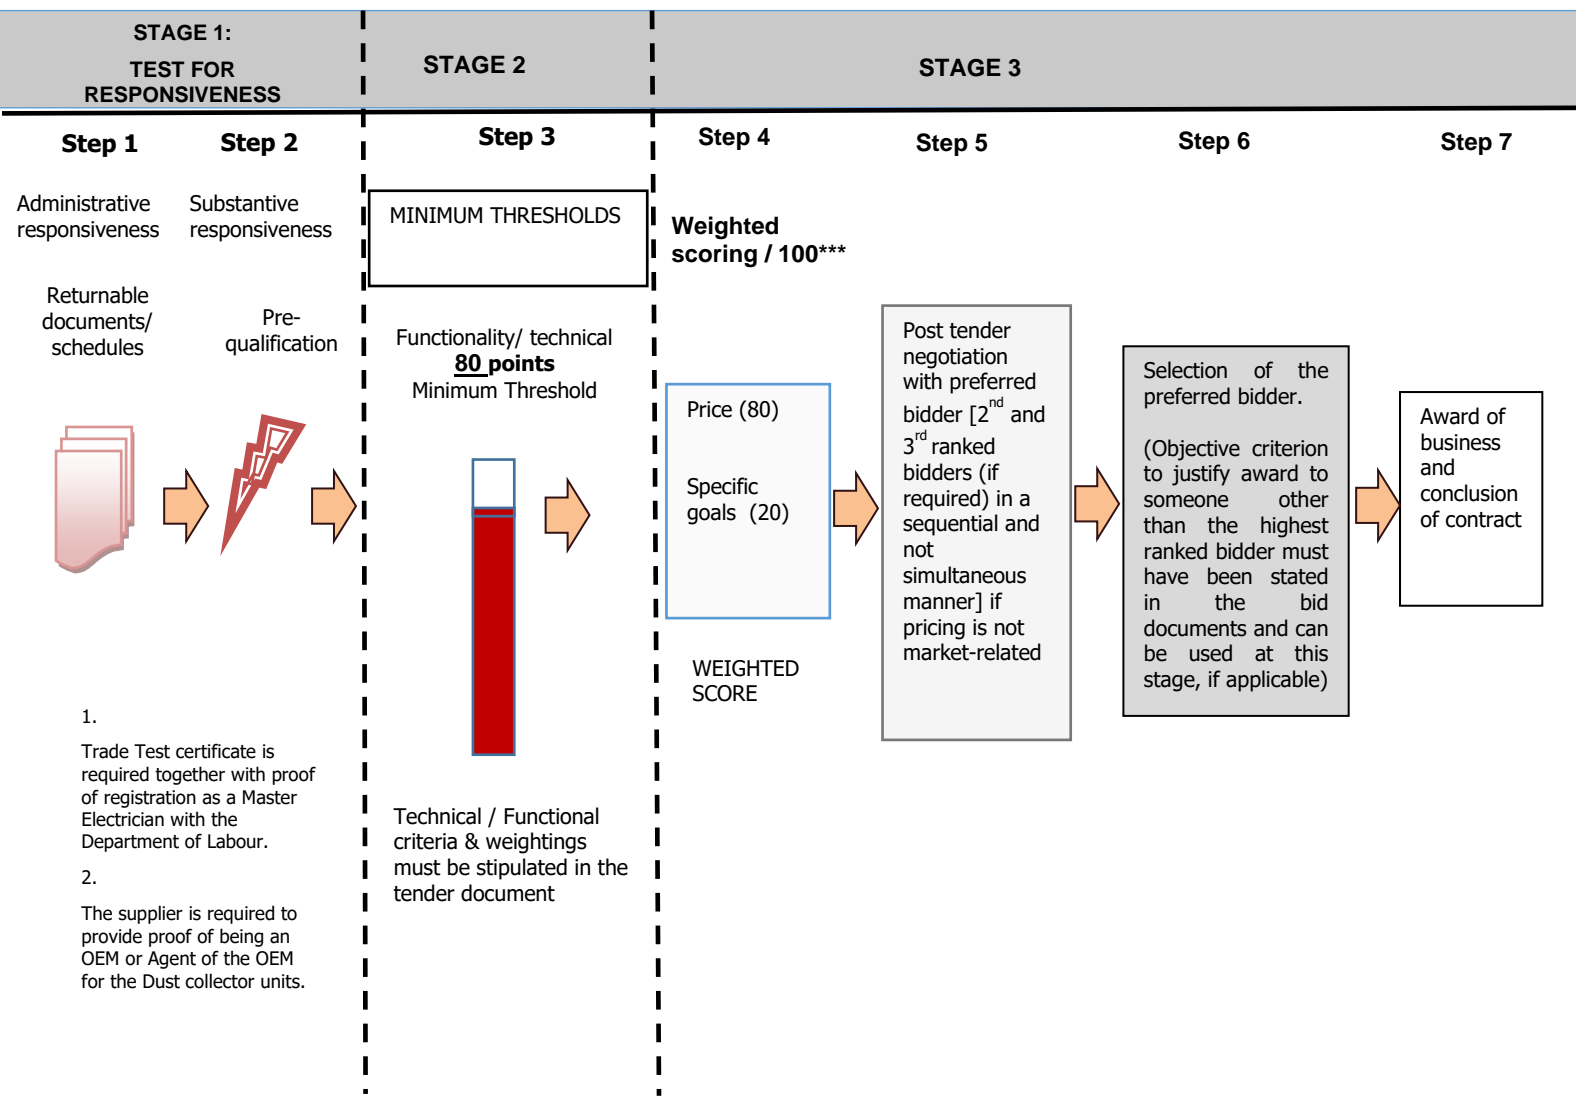 STAGE 1:
TEST FOR
RESPONSIVENESS
STAGE 2
STAGE 3
Step 1
Step 2
Step 3
Step 4
Step 5
Step 6
Step 7
Administrative
responsiveness
Substantive
responsiveness
MINIMUM THRESHOLDS
Weighted
scoring / 100***
Returnable
documents/
schedules
Pre-
qualification
Functionality/ technical
80 points
Minimum Threshold
Price (80)
Specific
goals (20)
WEIGHTED
SCORE
Post tender
negotiation
with preferred
bidder [2nd and
3rd ranked
bidders (if
required) in a
sequential and
not
simultaneous
manner] if
pricing is not
market-related
Selection of the
preferred bidder.
(Objective criterion
to justify award to
someone other
than the highest
ranked bidder must
have been stated
in the bid
documents and can
be used at this
stage, if applicable)
Award of
business
and
conclusion
of contract
1.
Trade Test certificate is
required together with proof
of registration as a Master
Electrician with the
Department of Labour.
2.
The supplier is required to
provide proof of being an
OEM or Agent of the OEM
for the Dust collector units.
Technical / Functional
criteria & weightings
must be stipulated in the
tender document